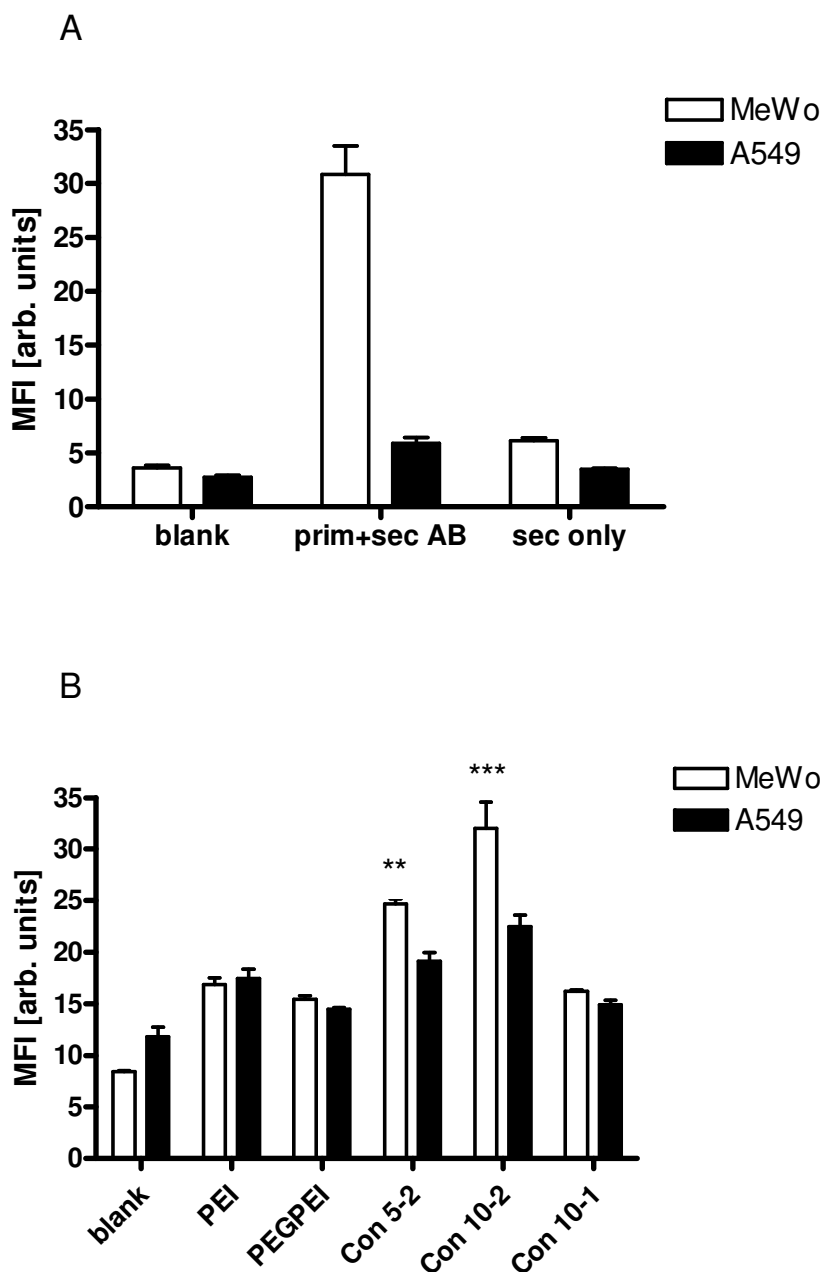 A
MeWo
A549
MFI [arb. units]
35
30
25
20
15
10
5
0
blank prim+sec AB sec only
B
MeWo
A549
MFI [arb. units]
35
30
25
20
15
10
5
0
**
***
blank PEI PEGPEI Con 5-2 Con 10-2 Con 10-1